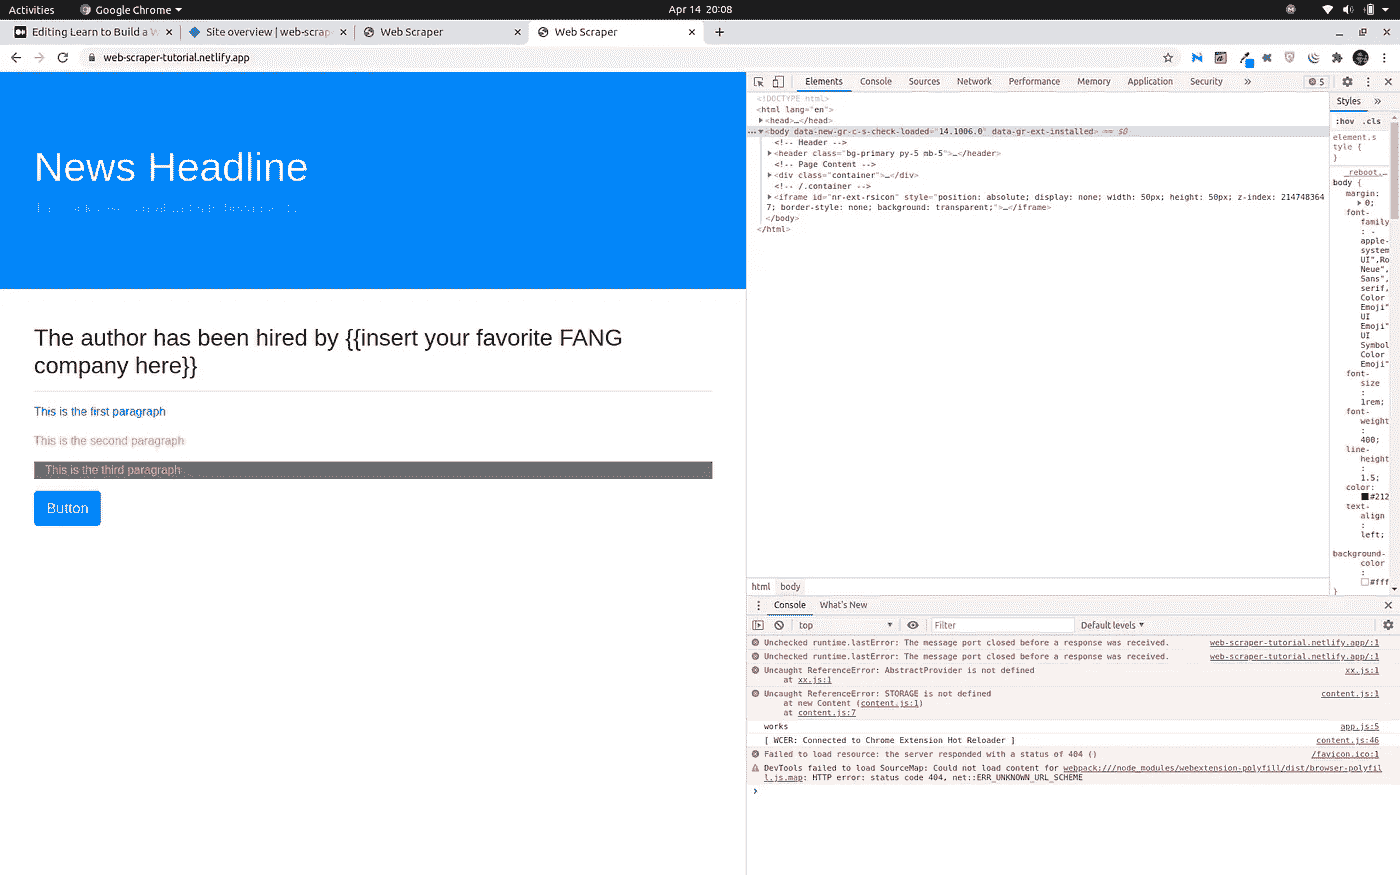 Activities
Google Chrome
Apr 14 20:08
Editing Learn to Build a W
Site overview | web-scrap
Web Scraper
Web Scraper
web-scraper-tutorial.netlify.app
News Headline
The author has been hired by {{insert your favorite FANG
company here}}
This is the first paragraph
This is the second paragraph
This is the third paragraph
Button
Elements Console Sources Network Performance Memory Application Security » 5
<!DOCTYPE html>
<html lang="en">
<head>…</head>
<body data-new-gr-c-s-check-loaded="14.1006.0" data-gr-ext-installed> == $0
<!-- Header -->
<header class="bg-primary py-5 mb-5">…</header>
<!-- Page Content -->
<div class="container">…</div>
<!-- /.container -->
<iframe id="nr-ext-rsicon" style="position: absolute; display: none; width: 50px; height: 50px; z-index: 214748364
7; border-style: none; background: transparent;">…</iframe>
</body>
</html>
html body
Styles »
:hov .cls
element.s
tyle {
}
_reboot.…
body {
margin:
0;
font-
family
: -
apple-
system
UI",Ro
Neue",
Sans",
serif,
Color
Emoji"
UI
Emoji"
UI
Symbol
Color
Emoji"
font-
size
:
1rem;
font-
weight
:
400;
line-
height
:
1.5;
color:
#212
text-
align
:
left;
background-
color
:
#fff
}
Console What's New
top Filter Default levels
Unchecked runtime.lastError: The message port closed before a response was received. web-scraper-tutorial.netlify.app/:1
Unchecked runtime.lastError: The message port closed before a response was received. web-scraper-tutorial.netlify.app/:1
Uncaught ReferenceError: AbstractProvider is not defined xx.js:1
at xx.js:1
Uncaught ReferenceError: STORAGE is not defined content.js:1
at new Content (content.js:1)
at content.js:7
works app.js:5
[ WCER: Connected to Chrome Extension Hot Reloader ] content.js:46
Failed to load resource: the server responded with a status of 404 () /favicon.ico:1
DevTools failed to load SourceMap: Could not load content for webpack:///node_modules/webextension-polyfill/dist/browser-polyfi
ll.js.map: HTTP error: status code 404, net::ERR_UNKNOWN_URL_SCHEME